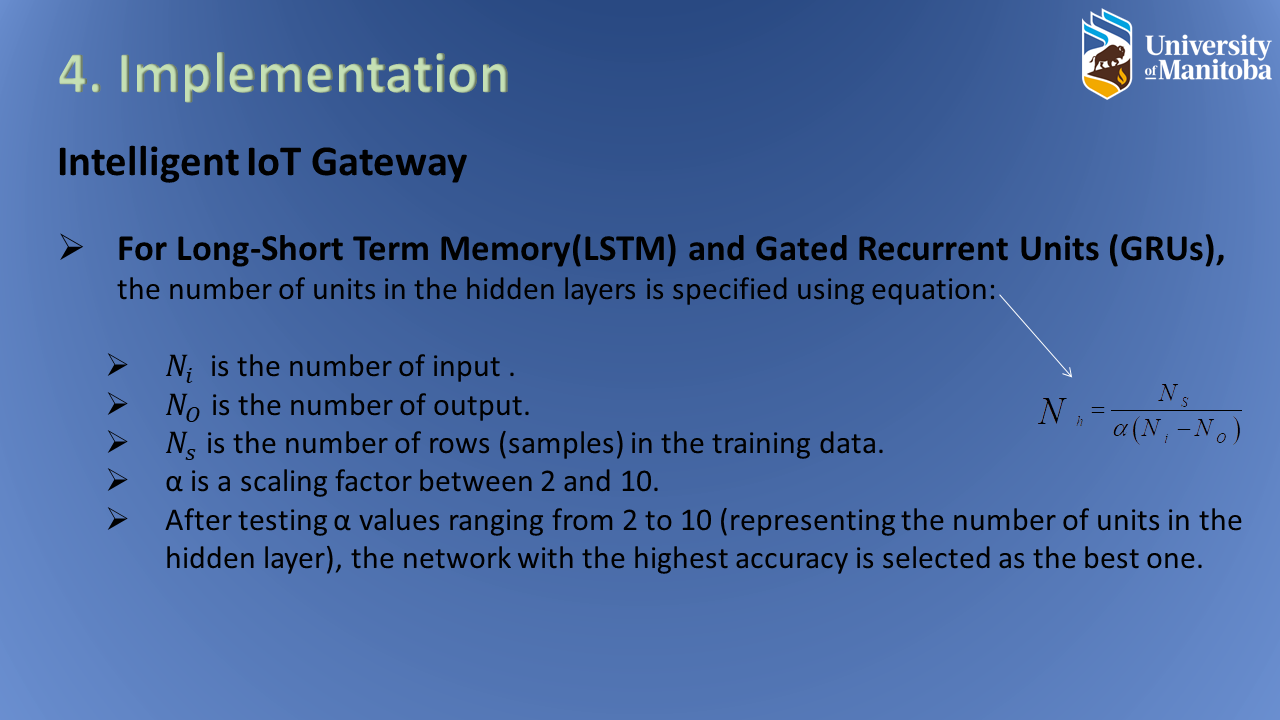 4. Implementation
University
of Manitoba
Intelligent IoT Gateway
➢ For Long-Short Term Memory(LSTM) and Gated Recurrent Units (GRUs),
the number of units in the hidden layers is specified using equation:
➢ N_i is the number of input .
➢ N_O is the number of output.
➢ N_s is the number of rows (samples) in the training data.
➢ α is a scaling factor between 2 and 10.
➢ After testing α values ranging from 2 to 10 (representing the number of units in the
hidden layer), the network with the highest accuracy is selected as the best one.
N_h = N_S / α(N_i − N_O)